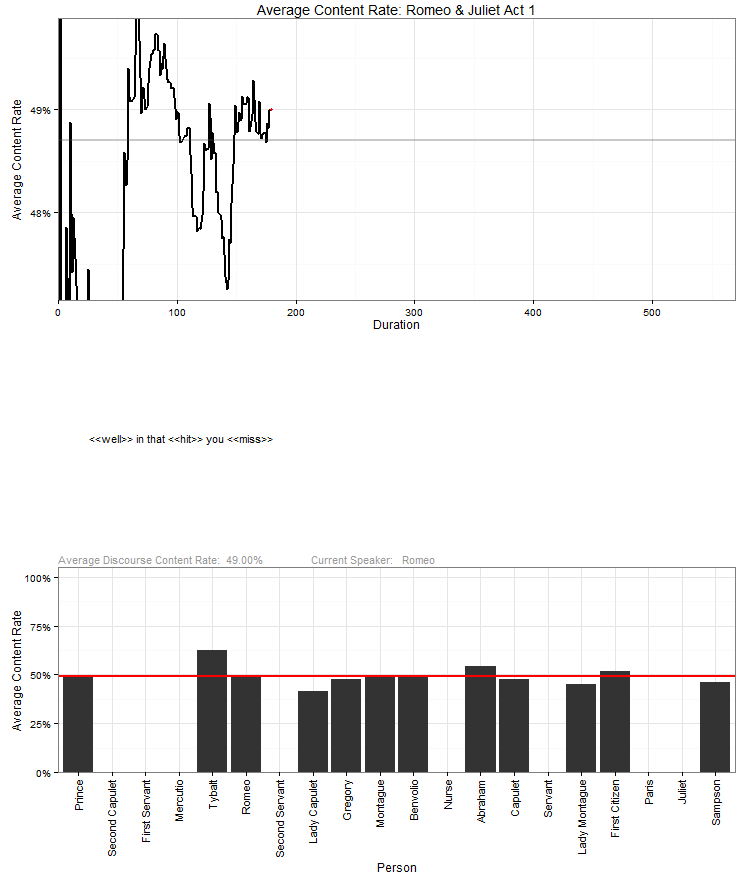 Average Content Rate: Romeo & Juliet Act 1
Average Content Rate
49%
48%
0 100 200 300 400 500
Duration
<<well>> in that <<hit>> you <<miss>>
Average Discourse Content Rate: 49.00% Current Speaker: Romeo
Average Content Rate
100%
75%
50%
25%
0%
Prince
Second Capulet
First Servant
Mercutio
Tybalt
Romeo
Second Servant
Lady Capulet
Gregory
Montague
Benvolio
Nurse
Abraham
Capulet
Servant
Lady Montague
First Citizen
Paris
Juliet
Sampson
Person